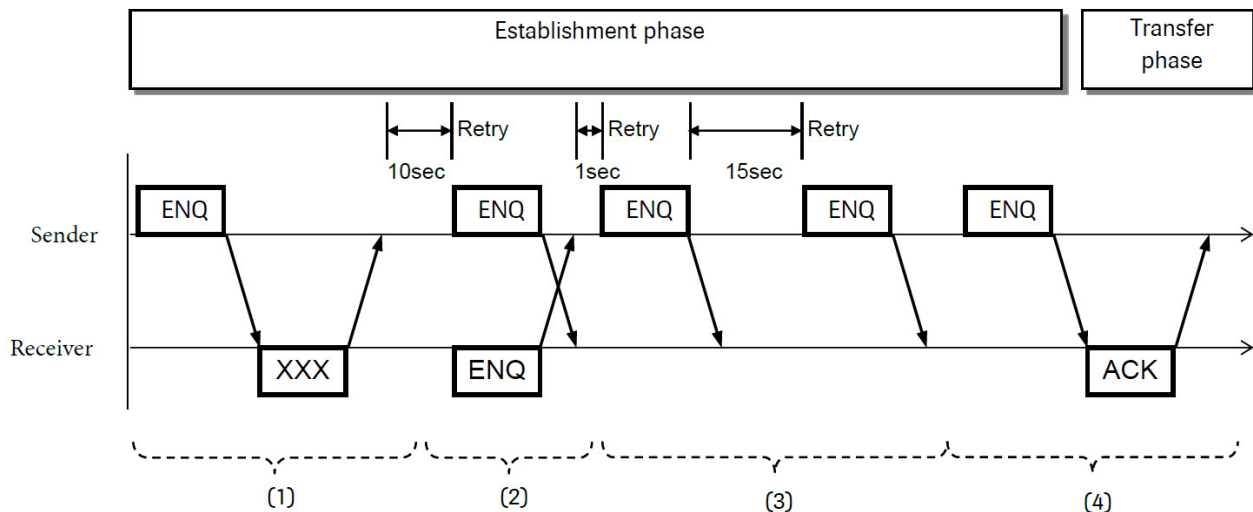 Establishment phase
Transfer
phase
Retry
Retry
Retry
10sec
1sec
15sec
ENQ
ENQ
ENQ
ENQ
ENQ
Sender
Receiver
XXX
ENQ
ACK
(1)
(2)
(3)
(4)